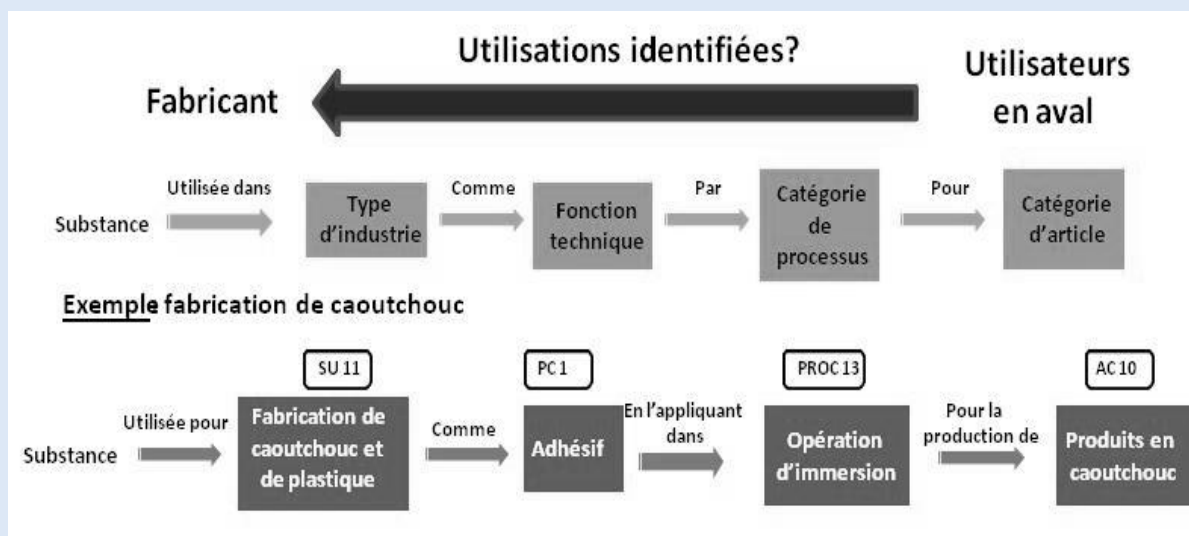 Utilisations identifiées?
Fabricant
Utilisateurs
en aval
Substance
Utilisée dans
Type
d'industrie
Comme
Fonction
technique
Par
Catégorie
de
processus
Pour
Catégorie
d'article
Exemple fabrication de caoutchouc
SU 11
PC 1
PROC 13
AC 10
Substance
Utilisée pour
Fabrication de
caoutchouc et
de plastique
Comme
Adhésif
En l'appliquant
dans
Opération
d'immersion
Pour la
production de
Produits en
caoutchouc